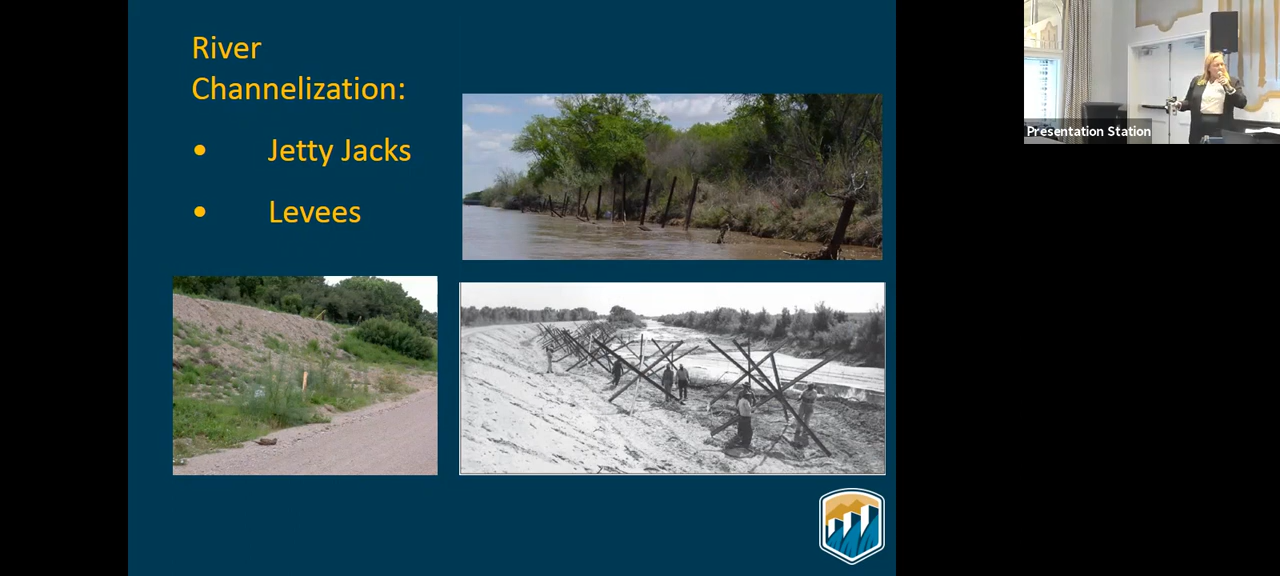 River
Channelization:
• Jetty Jacks
• Levees
Presentation Station